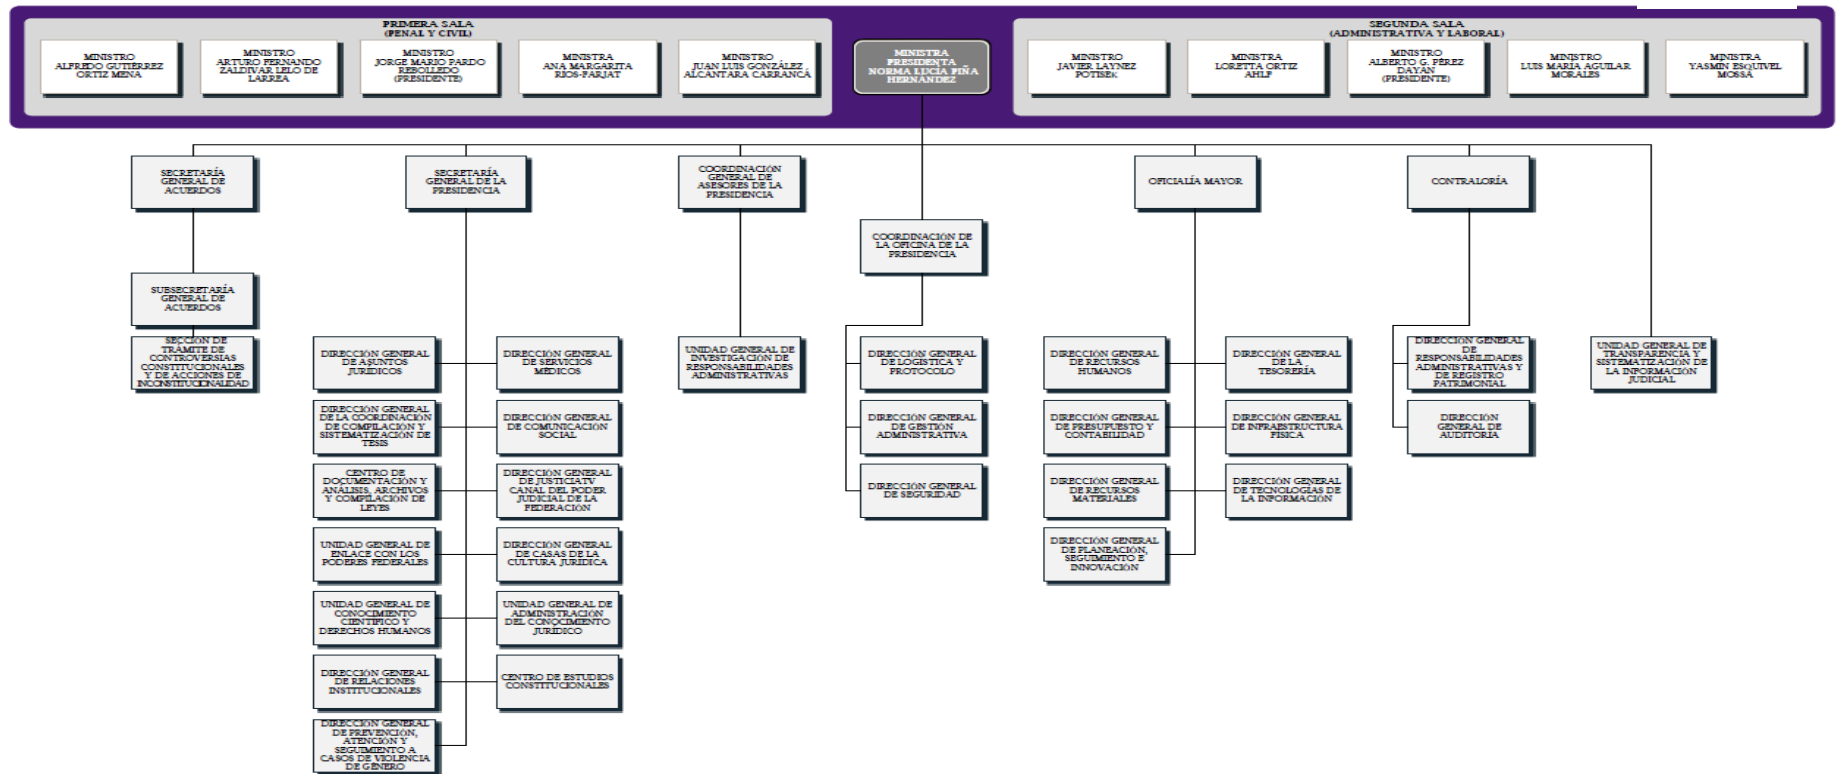 PRIMERA SALA
(PENAL Y CIVIL)
MINISTRO
ALFREDO GUTIÉRREZ
ORTIZ MENA
MINISTRO
ARTURO FERNANDO
ZALDÍVAR LELO DE
LARREA
MINISTRO
JORGE MARIO PARDO
REBOLLEDO
(PRESIDENTE)
MINISTRA
ANA MARGARITA
RÍOS-FARJAT
MINISTRO
JUAN LUIS GONZÁLEZ
ALCÁNTARA CARRANCÁ
MINISTRA
PRESIDENTA
NORMA LUCÍA PIÑA
HERNÁNDEZ
SEGUNDA SALA
(ADMINISTRATIVA Y LABORAL)
MINISTRO
JAVIER LAYNEZ
POTISEK
MINISTRA
LORETTA ORTIZ
AHLF
MINISTRO
ALBERTO G. PÉREZ
DAYÁN
(PRESIDENTE)
MINISTRO
LUIS MARÍA AGUILAR
MORALES
MINISTRA
YASMÍN ESQUIVEL
MOSSA
SECRETARÍA
GENERAL DE
ACUERDOS
SECRETARÍA
GENERAL DE LA
PRESIDENCIA
COORDINACIÓN
GENERAL DE
ASESORES DE LA
PRESIDENCIA
OFICIALÍA MAYOR
CONTRALORÍA
COORDINACIÓN DE
LA OFICINA DE LA
PRESIDENCIA
SUBSECRETARÍA
GENERAL DE
ACUERDOS
SECCIÓN DE
TRÁMITE DE
CONTROVERSIAS
CONSTITUCIONALES
Y DE ACCIONES DE
INCONSTITUCIONALIDAD
DIRECCIÓN GENERAL
DE ASUNTOS
JURÍDICOS
DIRECCIÓN GENERAL
DE SERVICIOS
MÉDICOS
DIRECCIÓN GENERAL
DE LA COORDINACIÓN
DE COMPILACIÓN Y
SISTEMATIZACIÓN DE
TESIS
DIRECCIÓN GENERAL
DE COMUNICACIÓN
SOCIAL
CENTRO DE
DOCUMENTACIÓN Y
ANÁLISIS, ARCHIVOS
Y COMPILACIÓN DE
LEYES
DIRECCIÓN GENERAL
DE JUSTICIATV
CANAL DEL PODER
JUDICIAL DE LA
FEDERACIÓN
UNIDAD GENERAL DE
ENLACE CON LOS
PODERES FEDERALES
DIRECCIÓN GENERAL
DE CASAS DE LA
CULTURA JURÍDICA
UNIDAD GENERAL DE
CONOCIMIENTO
CIENTÍFICO Y
DERECHOS HUMANOS
UNIDAD GENERAL DE
ADMINISTRACIÓN
DEL CONOCIMIENTO
JURÍDICO
DIRECCIÓN GENERAL
DE RELACIONES
INSTITUCIONALES
CENTRO DE ESTUDIOS
CONSTITUCIONALES
DIRECCIÓN GENERAL
DE PREVENCIÓN,
ATENCIÓN Y
SEGUIMIENTO A
CASOS DE VIOLENCIA
DE GÉNERO
UNIDAD GENERAL DE
INVESTIGACIÓN DE
RESPONSABILIDADES
ADMINISTRATIVAS
DIRECCIÓN GENERAL
DE LOGÍSTICA Y
PROTOCOLO
DIRECCIÓN GENERAL
DE GESTIÓN
ADMINISTRATIVA
DIRECCIÓN GENERAL
DE SEGURIDAD
DIRECCIÓN GENERAL
DE RECURSOS
HUMANOS
DIRECCIÓN GENERAL
DE LA
TESORERÍA
DIRECCIÓN GENERAL
DE PRESUPUESTO Y
CONTABILIDAD
DIRECCIÓN GENERAL
DE INFRAESTRUCTURA
FÍSICA
DIRECCIÓN GENERAL
DE RECURSOS
MATERIALES
DIRECCIÓN GENERAL
DE TECNOLOGÍAS DE
LA INFORMACIÓN
DIRECCIÓN GENERAL
DE PLANEACIÓN,
SEGUIMIENTO E
INNOVACIÓN
DIRECCIÓN GENERAL
DE
RESPONSABILIDADES
ADMINISTRATIVAS Y
DE REGISTRO
PATRIMONIAL
DIRECCIÓN
GENERAL DE
AUDITORÍA
UNIDAD GENERAL DE
TRANSPARENCIA Y
SISTEMATIZACIÓN DE
LA INFORMACIÓN
JUDICIAL